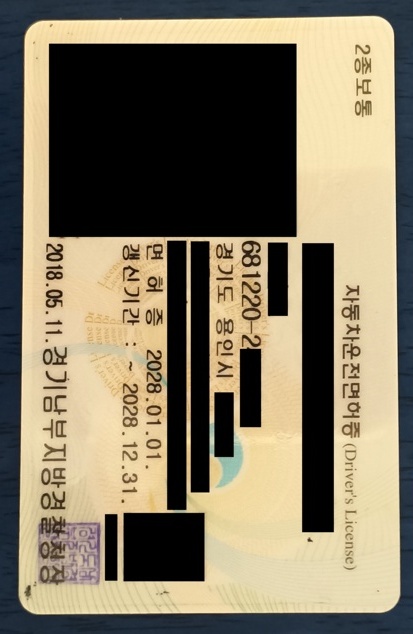 2종보통
자동차운전면허증 (Driver's License)
681220-2
경기도 용인시
면 허 증 2028.01.01.
갱신기간 : ~ 2028.12.31.
2018.05.11. 경기남부지방경찰청장